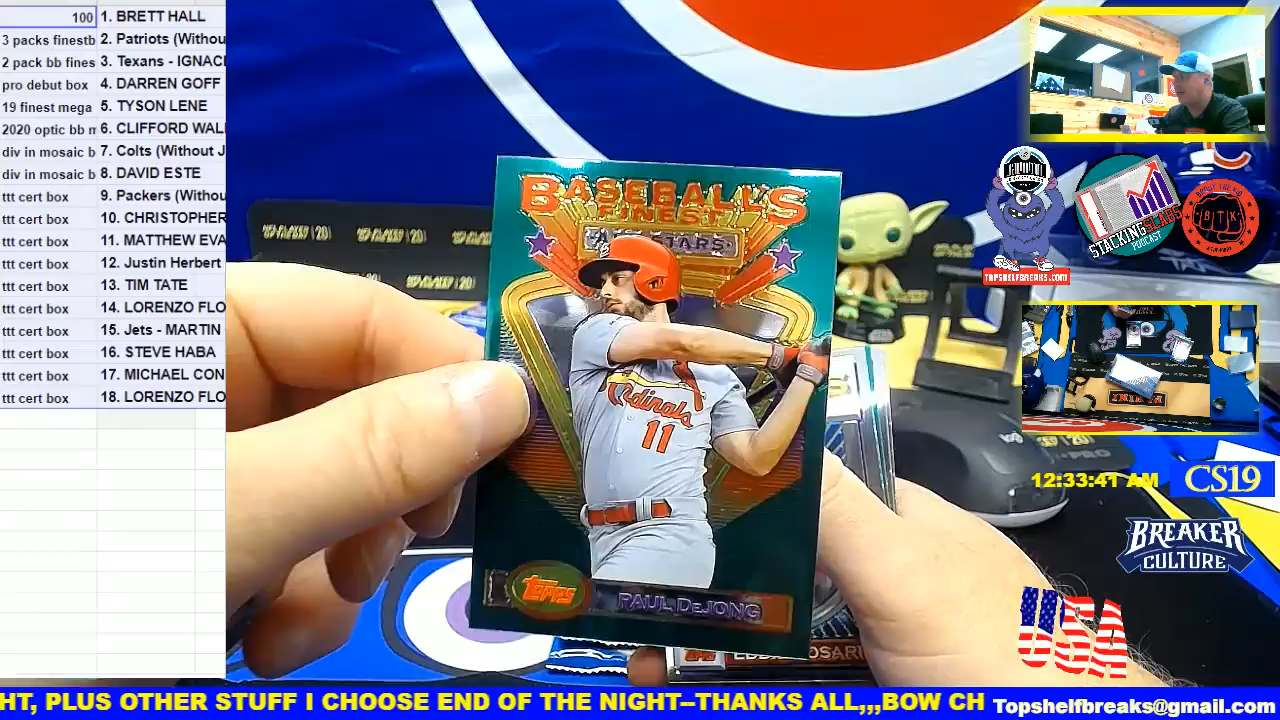 100
1. BRETT HALL
3 packs finestb
2. Patriots (Withou
2 pack bb fines
3. Texans - IGNACI
pro debut box
4. DARREN GOFF
19 finest mega
5. TYSON LENE
2020 optic bb m
6. CLIFFORD WAL
div in mosaic b
7. Colts (Without J
div in mosaic b
8. DAVID ESTE
ttt cert box
9. Packers (Withou
ttt cert box
10. CHRISTOPHER
ttt cert box
11. MATTHEW EVA
ttt cert box
12. Justin Herbert
ttt cert box
13. TIM TATE
ttt cert box
14. LORENZO FLO
ttt cert box
15. Jets - MARTIN
ttt cert box
16. STEVE HABA
ttt cert box
17. MICHAEL CON
ttt cert box
18. LORENZO FLO
BASEBALL'S
FINEST
ALL STARS
Cardinals
11
TOPPS
PAUL DEJONG
TOPPS
EDDIE ROSARI
TOPSHELFBREAKS.COM
STACKING SLABS
PODCAST
BTK
12:33:41 AM
CS19
BREAKER
CULTURE
USA
HT, PLUS OTHER STUFF I CHOOSE END OF THE NIGHT--THANKS ALL,,,BOW CH
Topshelfbreaks@gmail.com